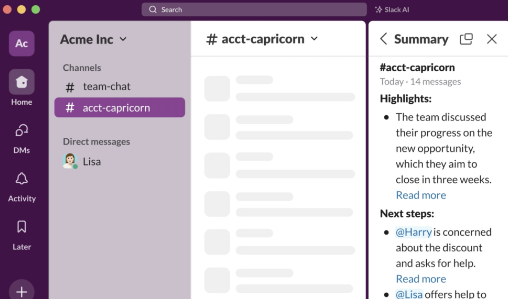 Search
Slack AI
Ac
Home
DMs
Activity
Later
Acme Inc
Channels
# team-chat
# acct-capricorn
Direct messages
Lisa
# acct-capricorn
Summary
#acct-capricorn
Today · 14 messages
Highlights:
• The team discussed
their progress on the
new opportunity,
which they aim to
close in three weeks.
Read more
Next steps:
• @Harry is concerned
about the discount
and asks for help.
Read more
• @Lisa offers help to